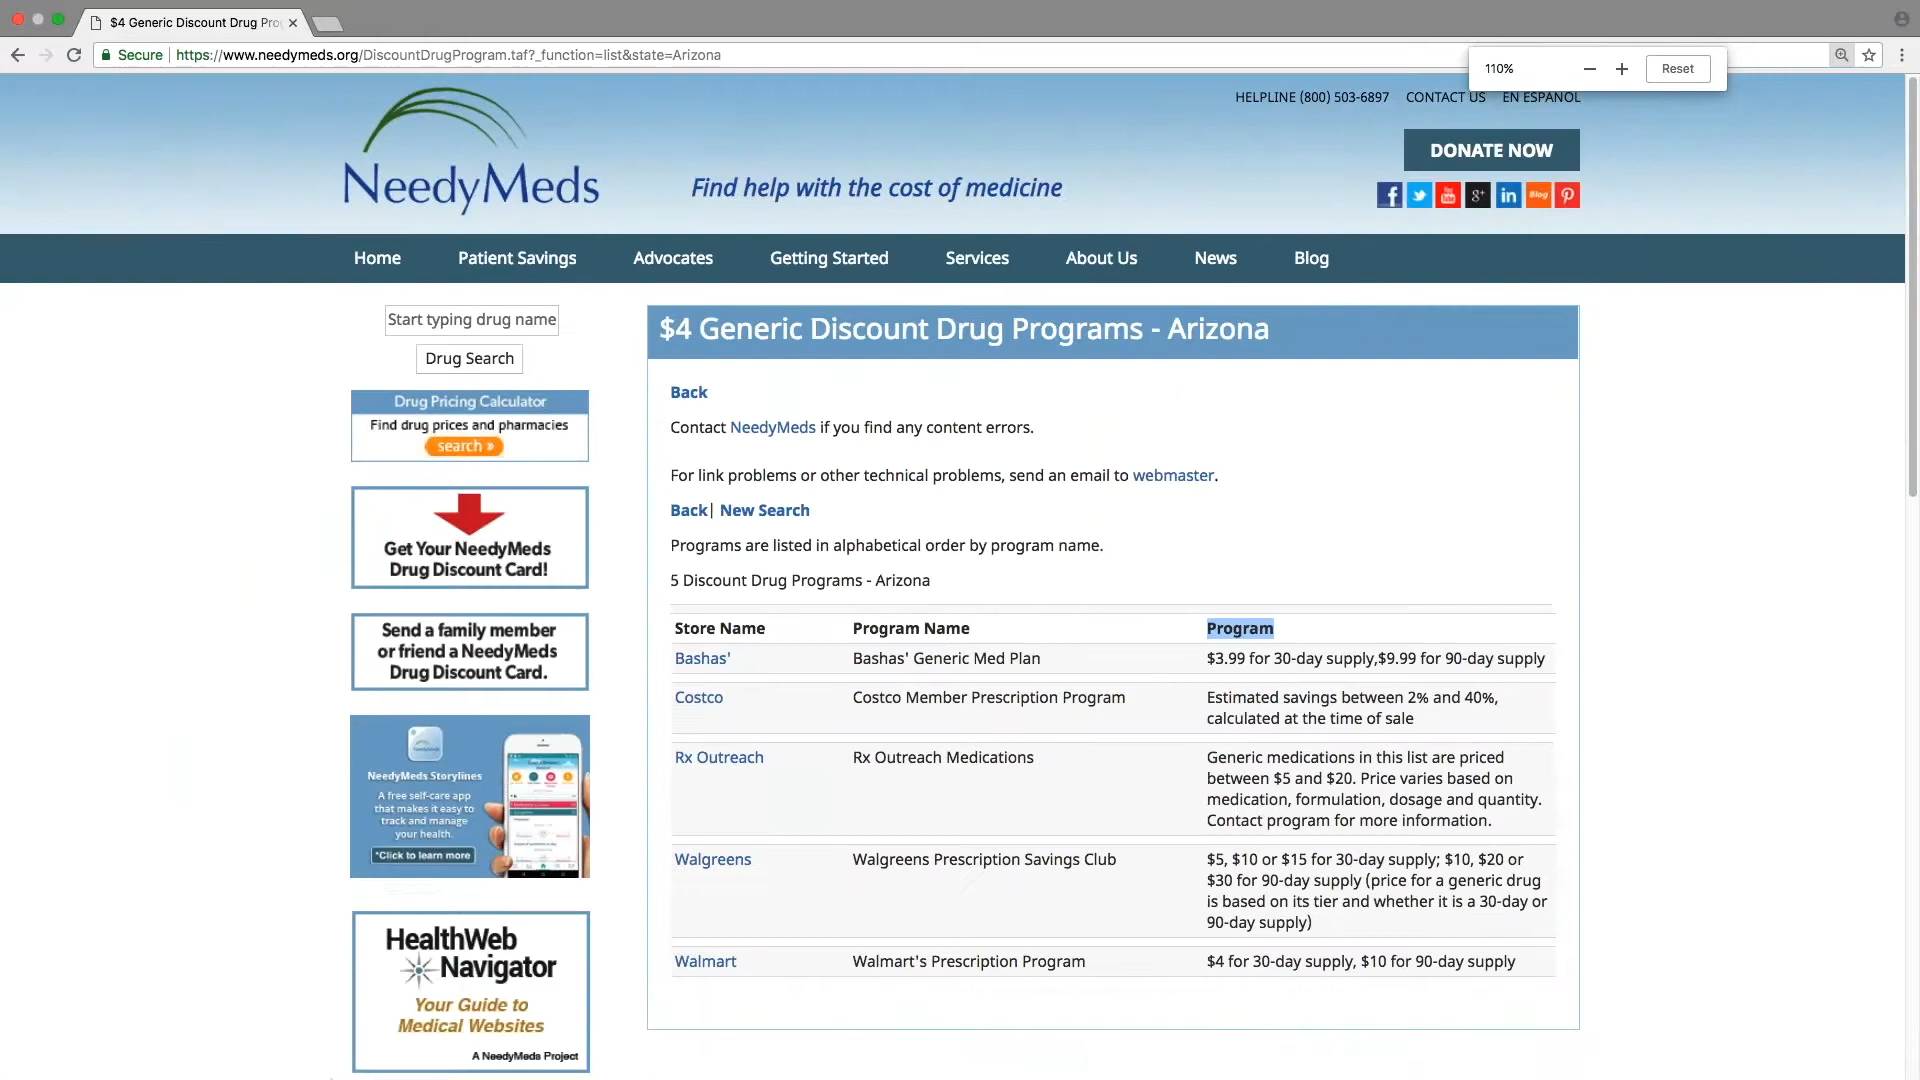 $4 Generic Discount Drug Pro
Secure
https://www.needymeds.org/DiscountDrugProgram.taf?_function=list&state=Arizona
110%
Reset
HELPLINE (800) 503-6897 CONTACT US EN ESPANOL
NeedyMeds
Find help with the cost of medicine
DONATE NOW
Blog
Home Patient Savings Advocates Getting Started Services About Us News Blog
Start typing drug name
Drug Search
Drug Pricing Calculator
Find drug prices and pharmacies
search »
Get Your NeedyMeds
Drug Discount Card!
Send a family member
or friend a NeedyMeds
Drug Discount Card.
NeedyMeds Storylines
A free self-care app
that makes it easy to
track and manage
your health.
*Click to learn more
HealthWeb
Navigator
Your Guide to
Medical Websites
A NeedyMeds Project
$4 Generic Discount Drug Programs - Arizona
Back
Contact NeedyMeds if you find any content errors.
For link problems or other technical problems, send an email to webmaster.
Back| New Search
Programs are listed in alphabetical order by program name.
5 Discount Drug Programs - Arizona
Store Name Program Name Program
Bashas' Bashas' Generic Med Plan $3.99 for 30-day supply,$9.99 for 90-day supply
Costco Costco Member Prescription Program Estimated savings between 2% and 40%,
calculated at the time of sale
Rx Outreach Rx Outreach Medications Generic medications in this list are priced
between $5 and $20. Price varies based on
medication, formulation, dosage and quantity.
Contact program for more information.
Walgreens Walgreens Prescription Savings Club $5, $10 or $15 for 30-day supply; $10, $20 or
$30 for 90-day supply (price for a generic drug
is based on its tier and whether it is a 30-day or
90-day supply)
Walmart Walmart's Prescription Program $4 for 30-day supply, $10 for 90-day supply